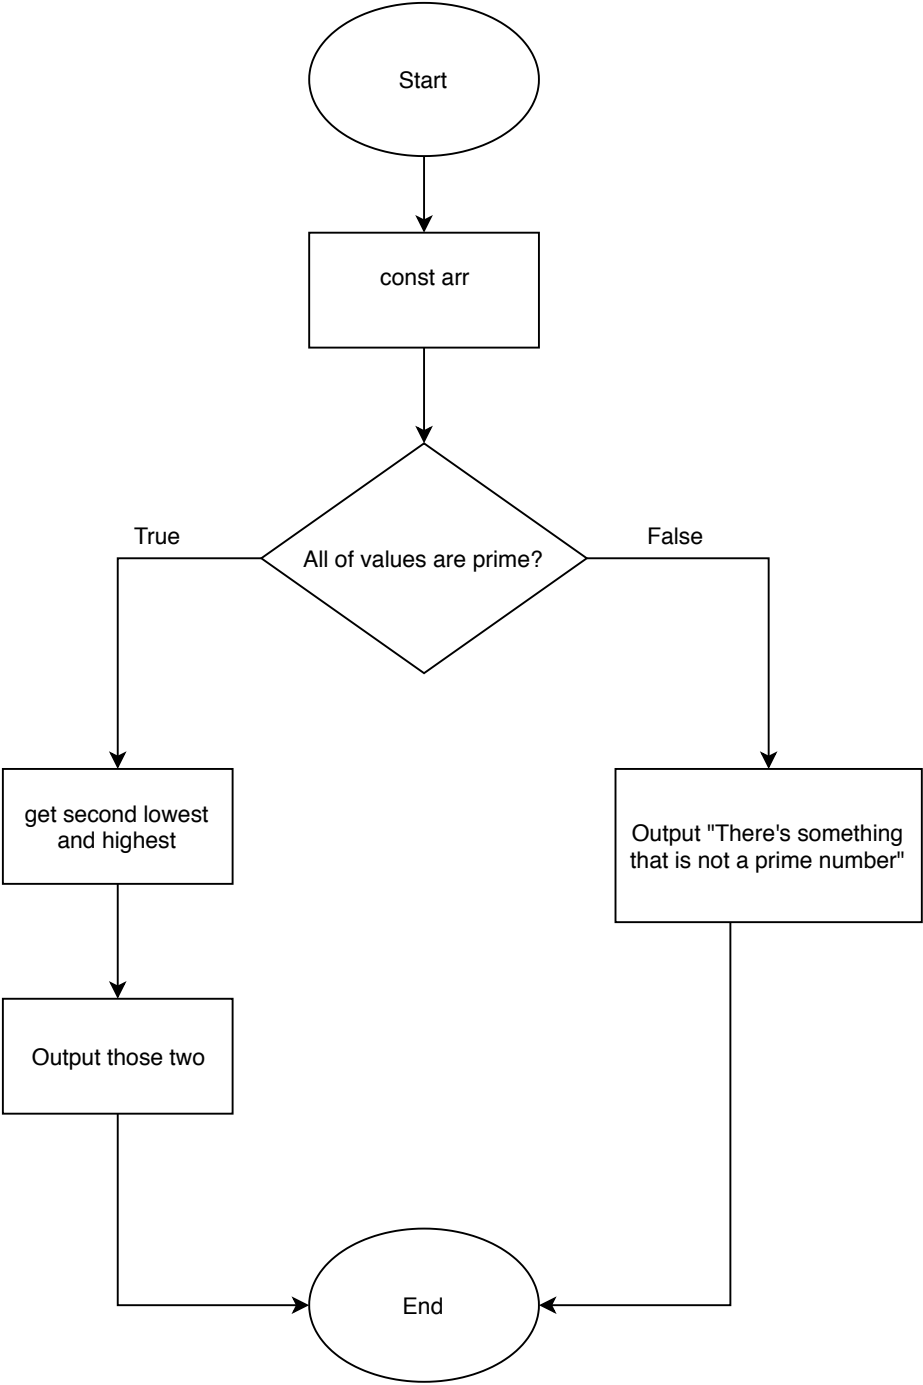 Start
const arr
All of values are prime?
True
False
get second lowest
and highest
Output "There's something
that is not a prime number"
Output those two
End